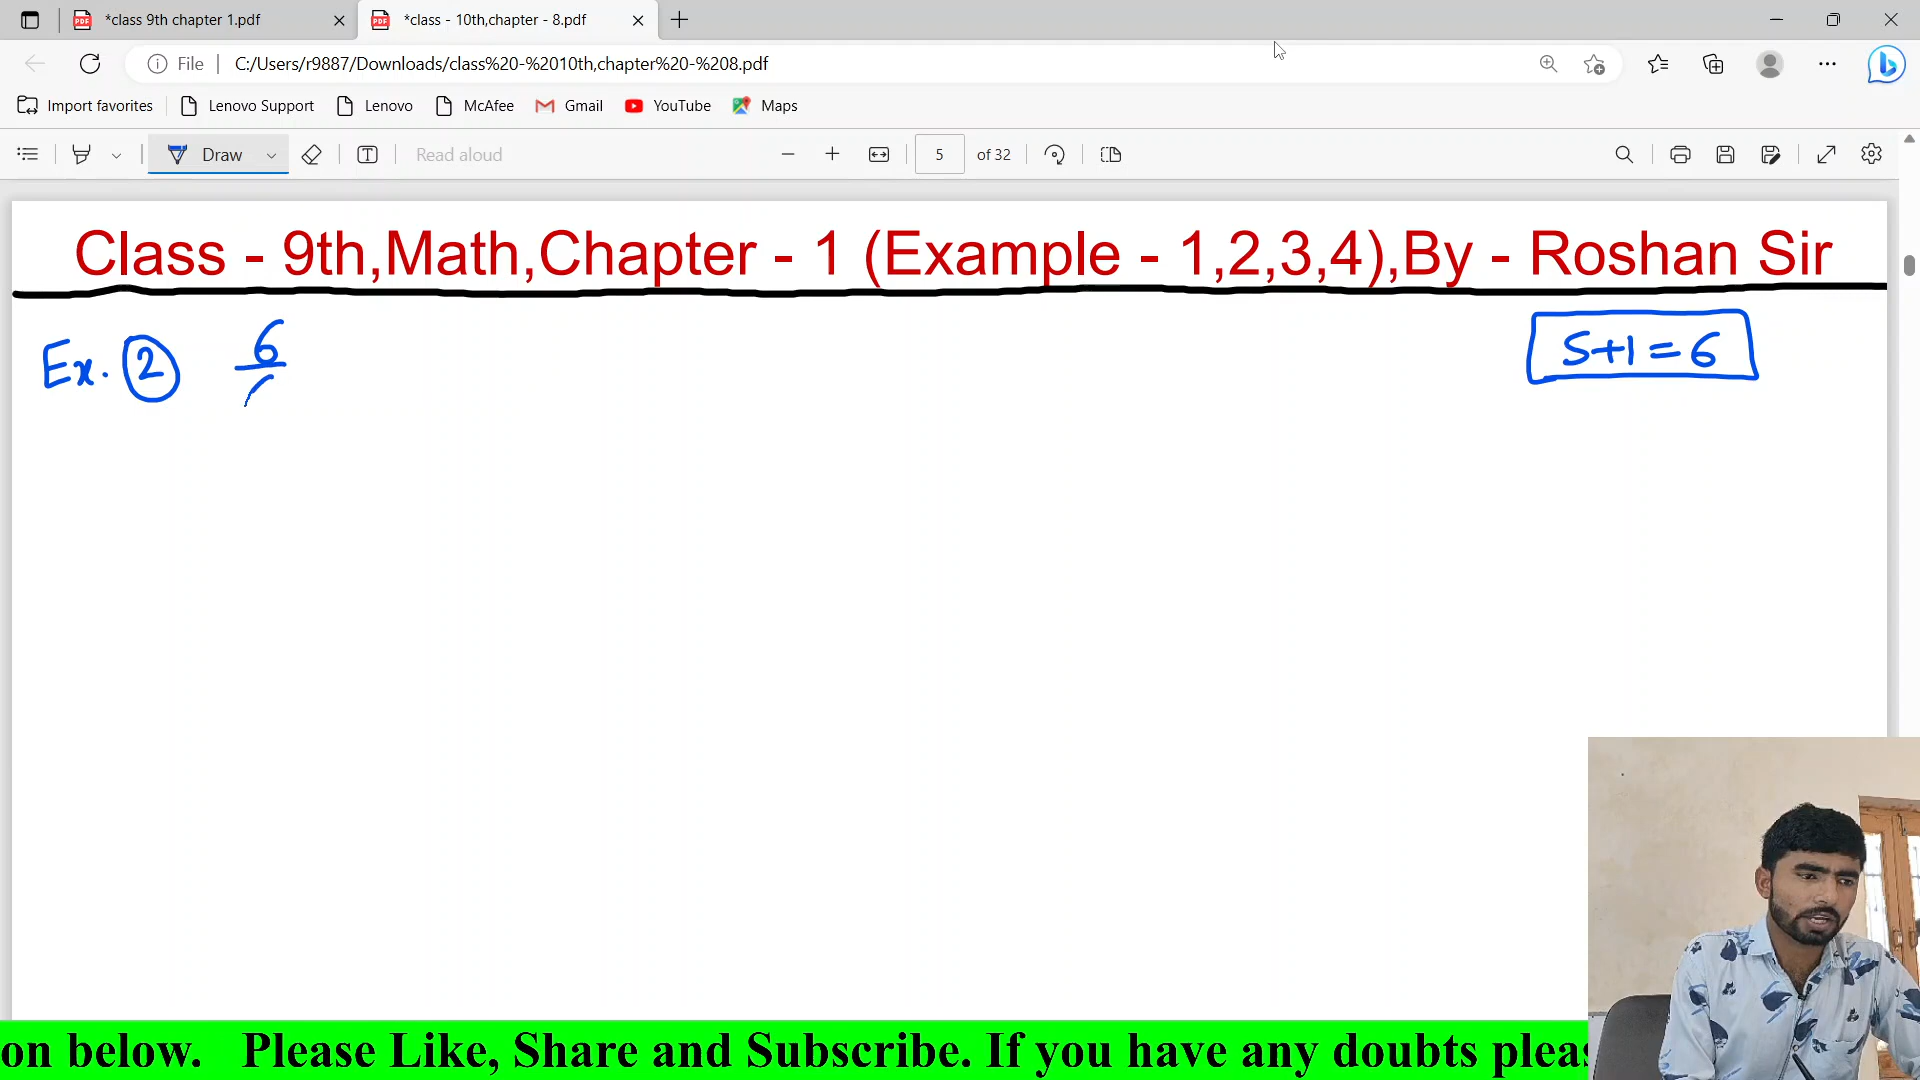 *class 9th chapter 1.pdf
*class - 10th,chapter - 8.pdf
File
C:/Users/r9887/Downloads/class%20-%2010th,chapter%20-%208.pdf
Import favorites
Lenovo Support
Lenovo
McAfee
Gmail
YouTube
Maps
Draw
Read aloud
5
of 32
Class - 9th,Math,Chapter - 1 (Example - 1,2,3,4),By - Roshan Sir
Ex. 2
6
5+1=6
on below. Please Like, Share and Subscribe. If you have any doubts